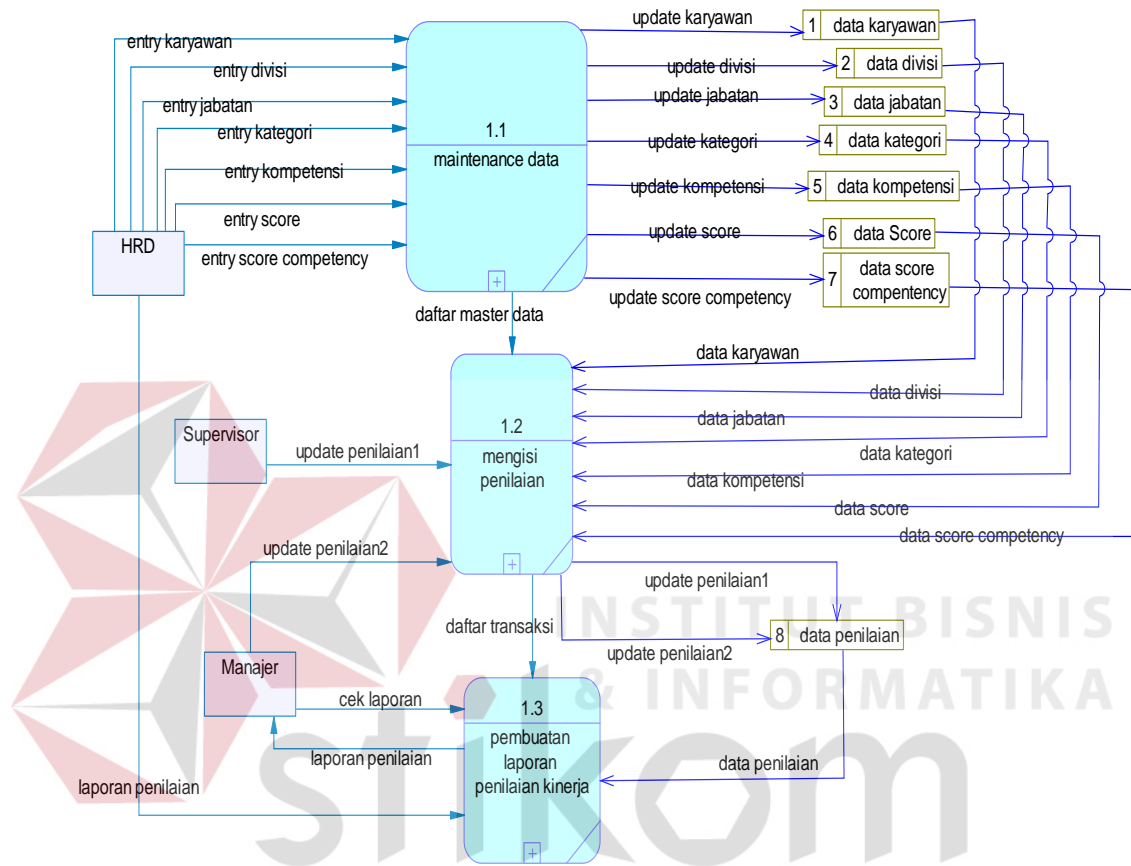 update karyawan
1 data karyawan
entry karyawan
update divisi
2 data divisi
entry divisi
update jabatan
3 data jabatan
entry jabatan
1.1
maintenance data
entry kategori
update kategori
4 data kategori
entry kompetensi
update kompetensi
5 data kompetensi
entry score
update score
6 data Score
HRD
entry score competency
7 data score
compentency
update score competency
daftar master data
data karyawan
data divisi
data jabatan
Supervisor
1.2
mengisi
penilaian
update penilaian1
data kategori
data kompetensi
data score
data score competency
update penilaian2
update penilaian1
INSTITUT BISNIS
& INFORMATIKA
daftar transaksi
8 data penilaian
update penilaian2
Manajer
cek laporan
1.3
pembuatan
laporan
penilaian kinerja
laporan penilaian
data penilaian
laporan penilaian
stikom